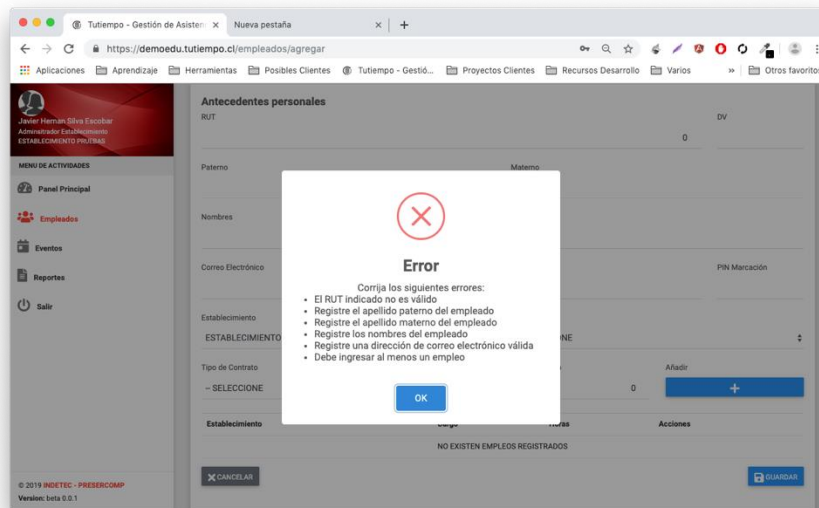 Tutiempo - Gestión de Asisten
Nueva pestaña
https://demoedu.tutiempo.cl/empleados/agregar
Aplicaciones Aprendizaje Herramientas Posibles Clientes Tutiempo - Gestió... Proyectos Clientes Recursos Desarrollo Varios » Otros favoritos
Javier Hernan Silva Escobar
Administrador Establecimiento
ESTABLECIMIENTO PRUEBAS
MENU DE ACTIVIDADES
Panel Principal
Empleados
Eventos
Reportes
Salir
© 2019 INDETEC - PRESERCOMP
Version: beta 0.0.1
Antecedentes personales
RUT DV
0
Paterno Materno
Nombres
Correo Electrónico PIN Marcación
Establecimiento
ESTABLECIMIENTO
Tipo de Contrato Añadir
-- SELECCIONE 0 +
Establecimiento Cargo Horas Acciones
NO EXISTEN EMPLEOS REGISTRADOS
CANCELAR GUARDAR
Error
Corrija los siguientes errores:
• El RUT indicado no es válido
• Registre el apellido paterno del empleado
• Registre el apellido materno del empleado
• Registre los nombres del empleado
• Registre una dirección de correo electrónico válida
• Debe ingresar al menos un empleo
OK